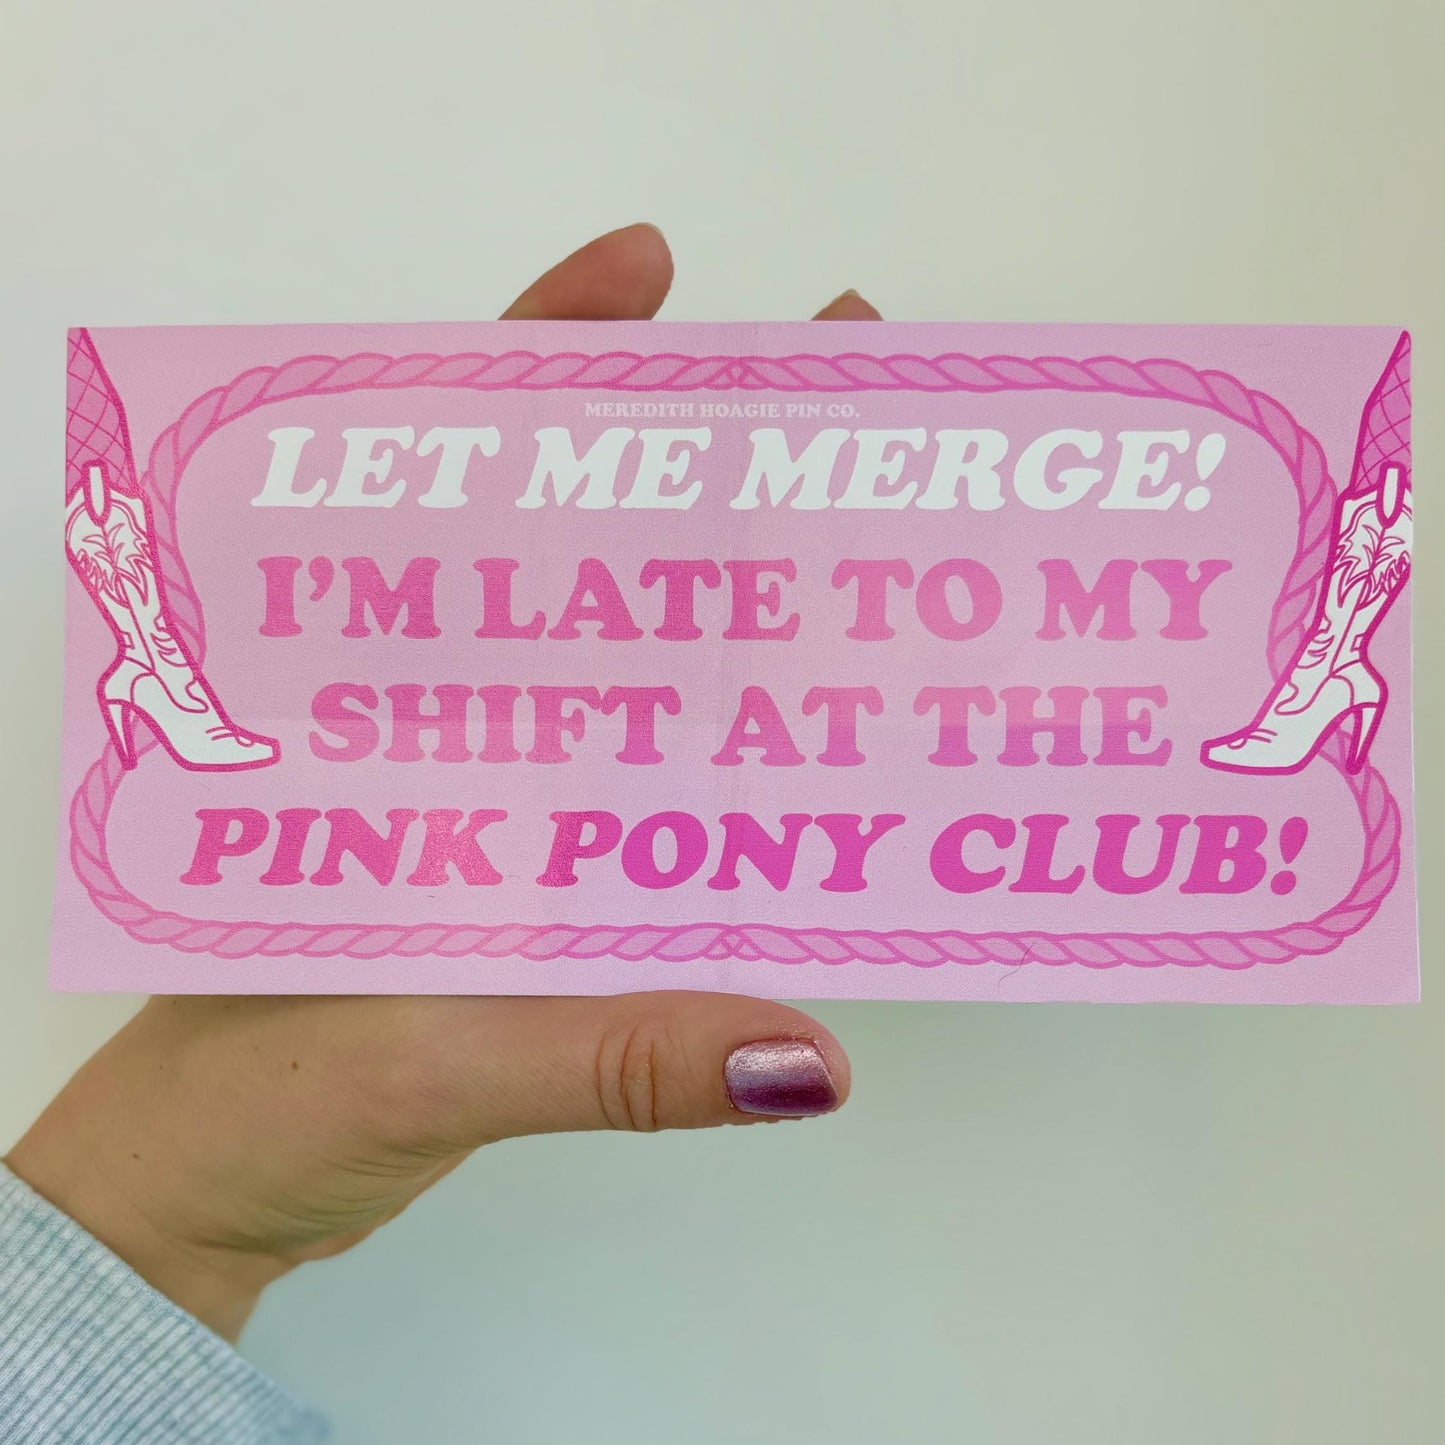 MEREDITH HOAGIE PIN CO.
LET ME MERGE!
I'M LATE TO MY
SHIFT AT THE
PINK PONY CLUB!